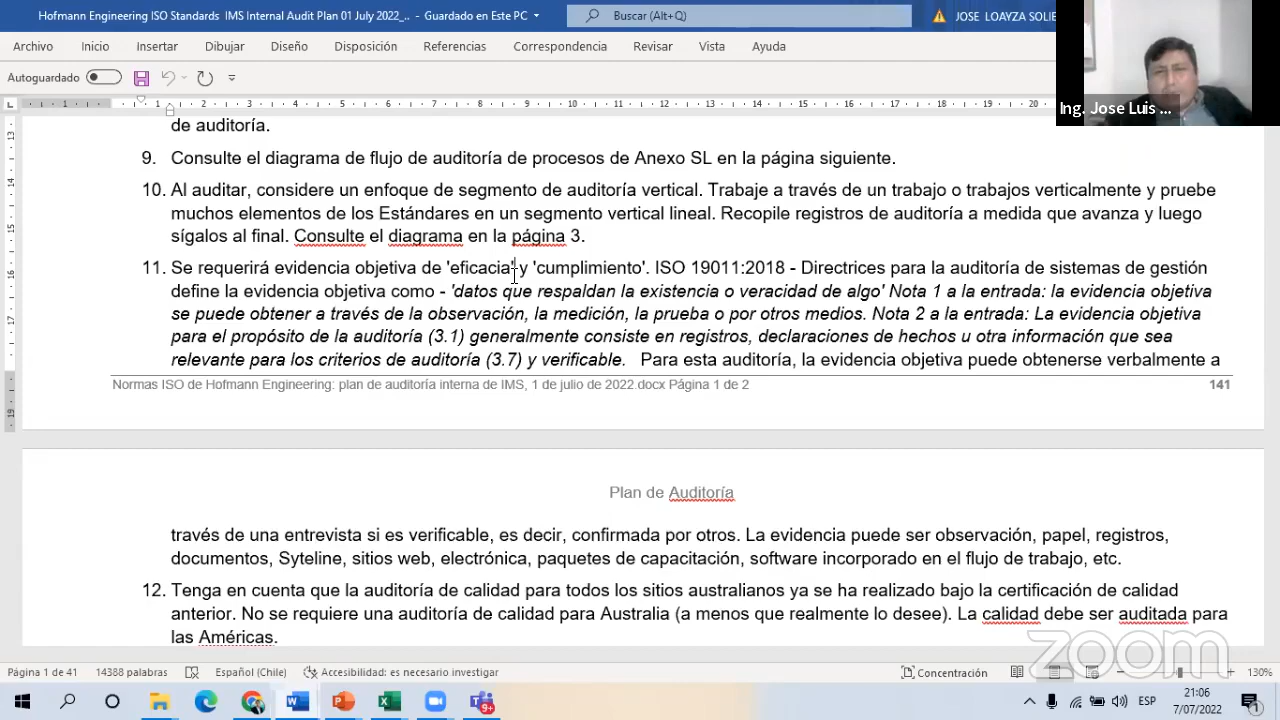 Hofmann Engineering ISO Standards IMS Internal Audit Plan 01 July 2022_... - Guardado en Este PC
Buscar (Alt+Q)
JOSE LOAYZA SOLI
Archivo Inicio Insertar Dibujar Diseño Disposición Referencias Correspondencia Revisar Vista Ayuda
Autoguardado
Ing. Jose Luis ...
de auditoría.
9. Consulte el diagrama de flujo de auditoría de procesos de Anexo SL en la página siguiente.
10. Al auditar, considere un enfoque de segmento de auditoría vertical. Trabaje a través de un trabajo o trabajos verticalmente y pruebe
muchos elementos de los Estándares en un segmento vertical lineal. Recopile registros de auditoría a medida que avanza y luego
sígalos al final. Consulte el diagrama en la página 3.
11. Se requerirá evidencia objetiva de 'eficacia' y 'cumplimiento'. ISO 19011:2018 - Directrices para la auditoría de sistemas de gestión
define la evidencia objetiva como - 'datos que respaldan la existencia o veracidad de algo' Nota 1 a la entrada: la evidencia objetiva
se puede obtener a través de la observación, la medición, la prueba o por otros medios. Nota 2 a la entrada: La evidencia objetiva
para el propósito de la auditoría (3.1) generalmente consiste en registros, declaraciones de hechos u otra información que sea
relevante para los criterios de auditoría (3.7) y verificable. Para esta auditoría, la evidencia objetiva puede obtenerse verbalmente a
Normas ISO de Hofmann Engineering: plan de auditoría interna de IMS, 1 de julio de 2022.docx Página 1 de 2 141
Plan de Auditoría
través de una entrevista si es verificable, es decir, confirmada por otros. La evidencia puede ser observación, papel, registros,
documentos, Syteline, sitios web, electrónica, paquetes de capacitación, software incorporado en el flujo de trabajo, etc.
12. Tenga en cuenta que la auditoría de calidad para todos los sitios australianos ya se ha realizado bajo la certificación de calidad
anterior. No se requiere una auditoría de calidad para Australia (a menos que realmente lo desee). La calidad debe ser auditada para
las Américas.
zoom
Página 1 de 41 14388 palabras Español (Chile) Accesibilidad: es necesario investigar Concentración 130%
ESP
21:06
7/07/2022